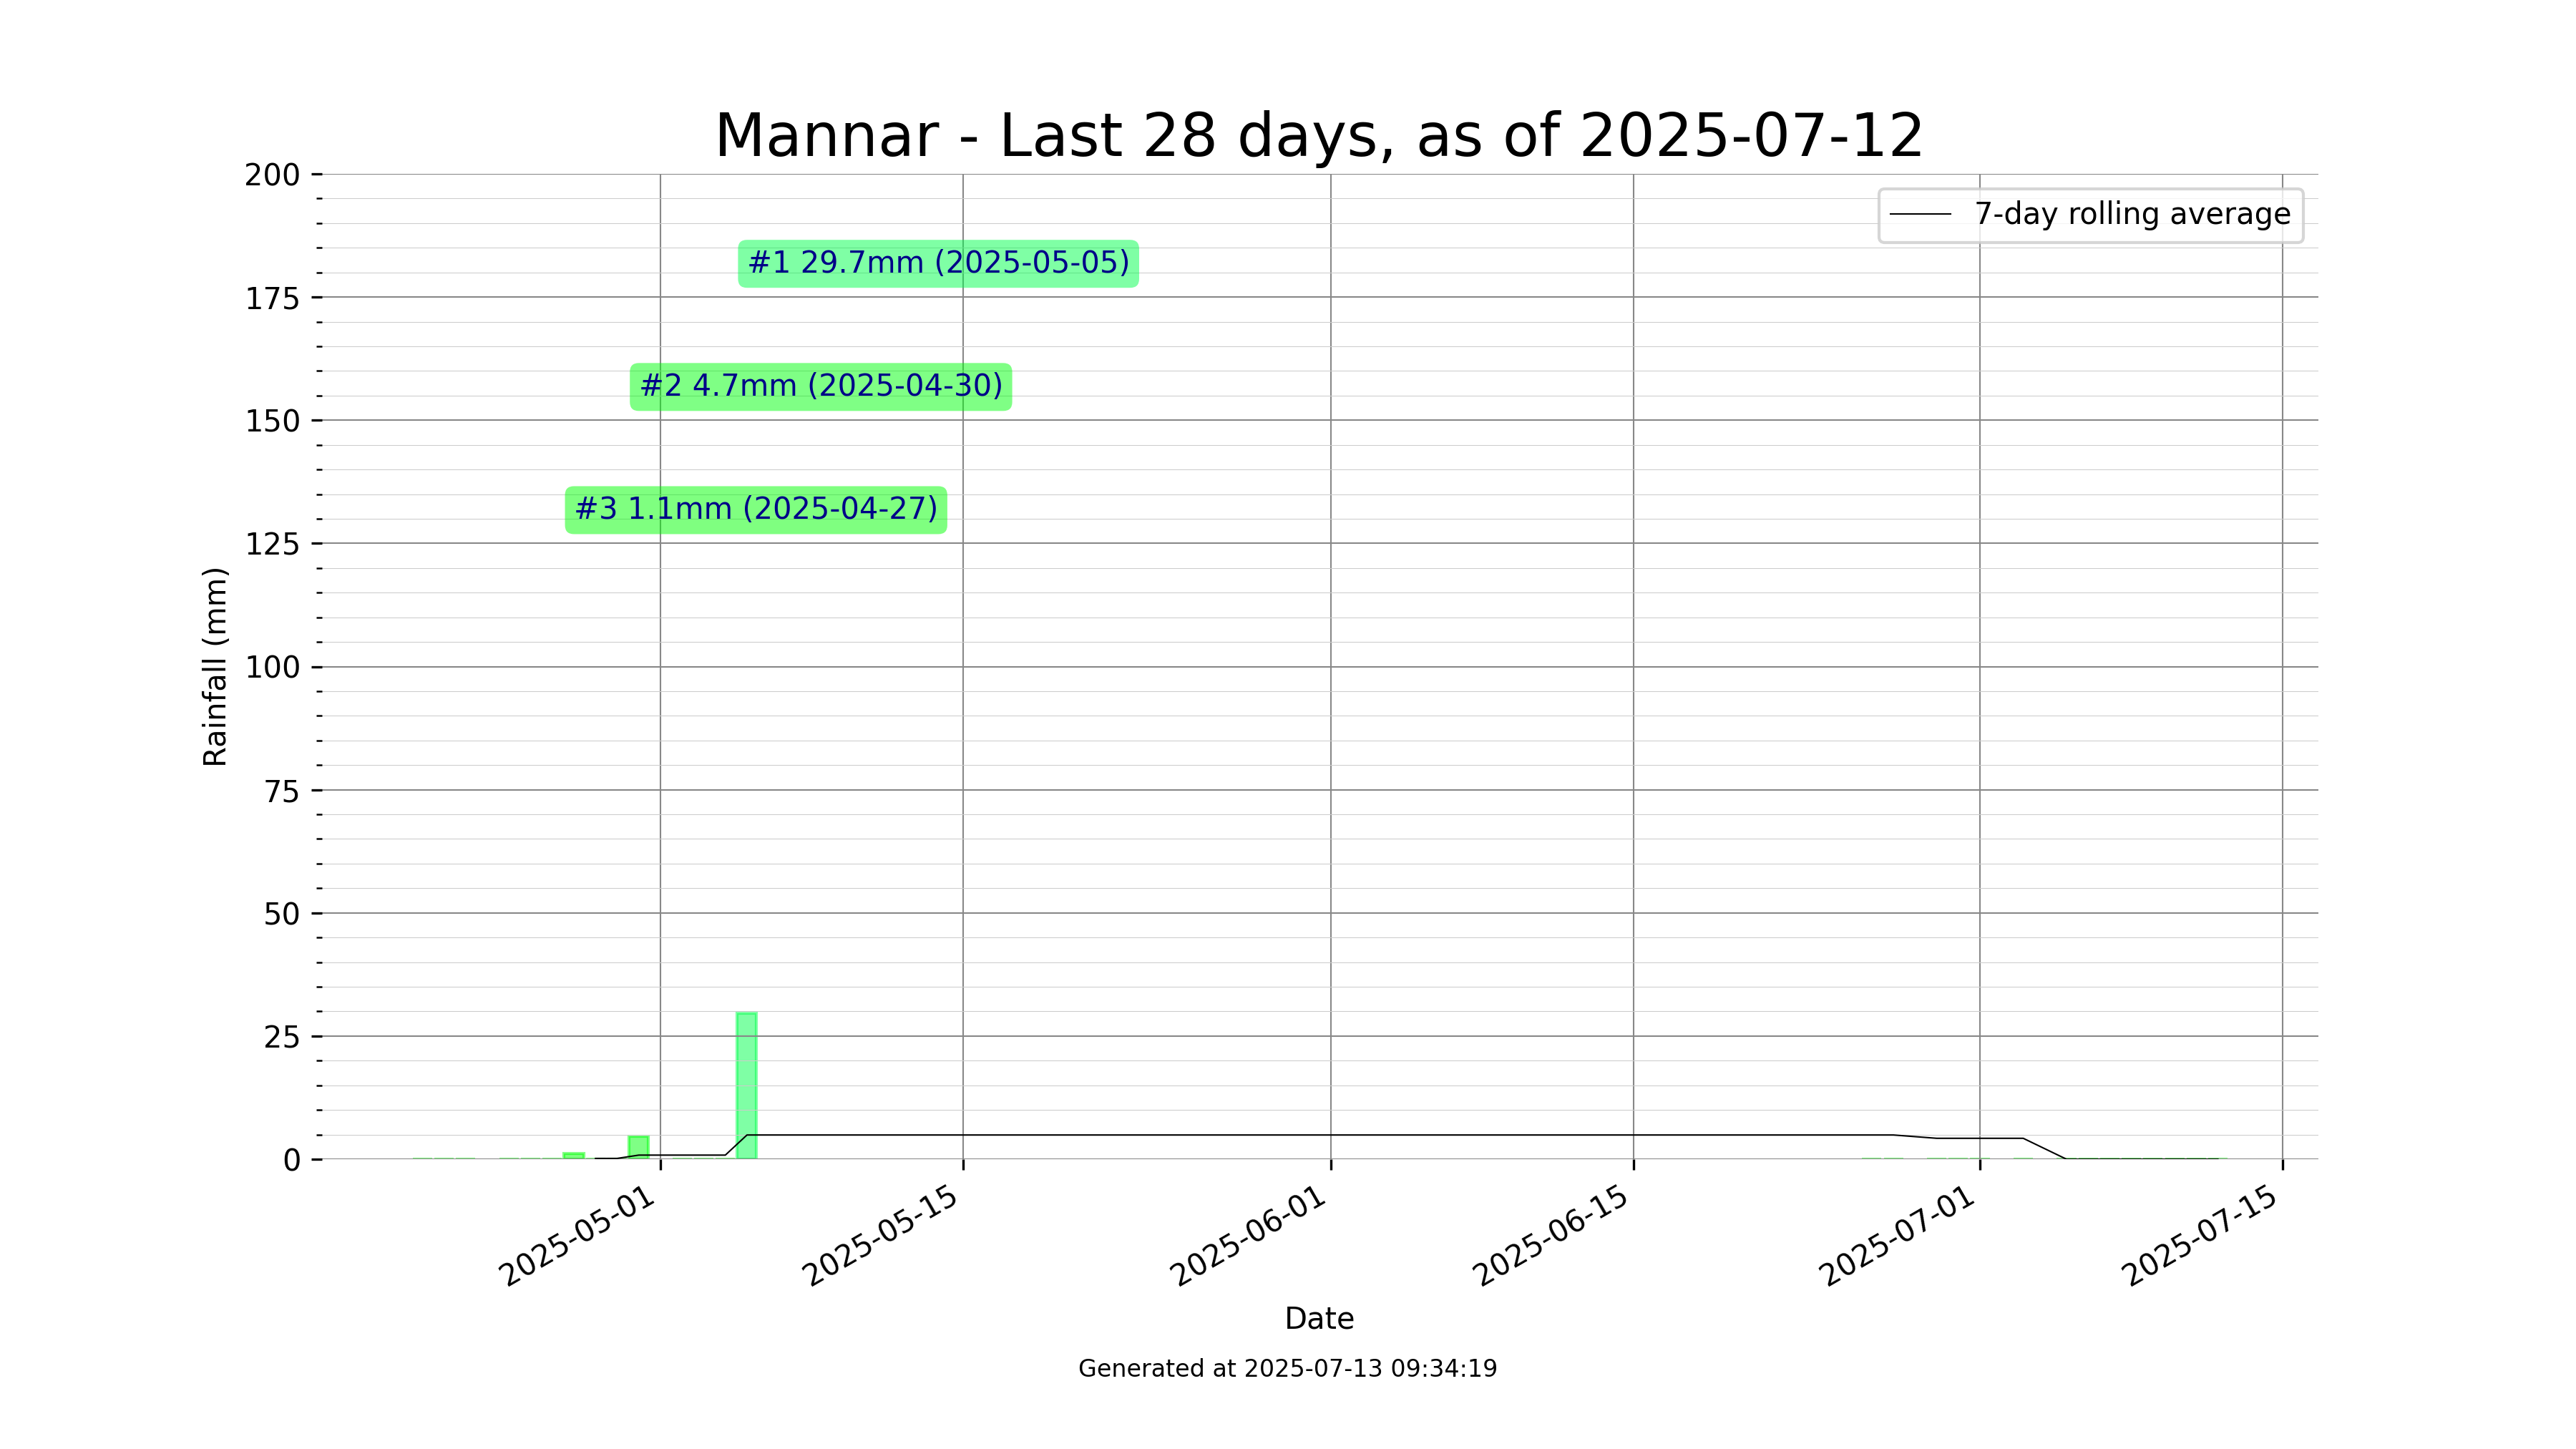 Mannar - Last 28 days, as of 2025-07-12
200
175
150
125
100
75
50
25
0
Rainfall (mm)
7-day rolling average
#1 29.7mm (2025-05-05)
#2 4.7mm (2025-04-30)
#3 1.1mm (2025-04-27)
2025-05-01
2025-05-15
2025-06-01
2025-06-15
2025-07-01
2025-07-15
Date
Generated at 2025-07-13 09:34:19